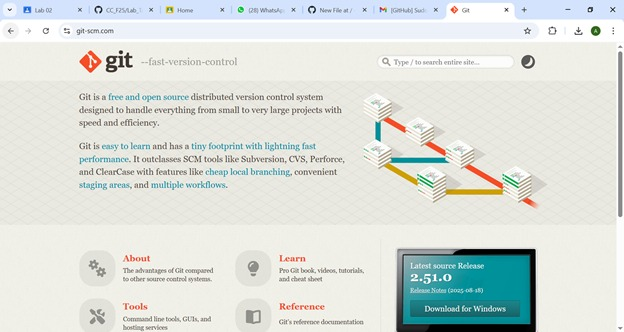 Lab 02
CC_F25/Lab_
Home
(28) WhatsApp
New File at /
[GitHub] Su
Git
git-scm.com
A
git --fast-version-control
Type / to search entire site...
Git is a free and open source distributed version control system
designed to handle everything from small to very large projects with
speed and efficiency.
Git is easy to learn and has a tiny footprint with lightning fast
performance. It outclasses SCM tools like Subversion, CVS, Perforce,
and ClearCase with features like cheap local branching, convenient
staging areas, and multiple workflows.
About
The advantages of Git compared
to other source control systems.
Learn
Pro Git book, videos, tutorials,
and cheat sheet
Tools
Command line tools, GUIs, and
hosting services
Reference
Git's reference documentation
Latest source Release
2.51.0
Release Notes (2025-08-18)
Download for Windows